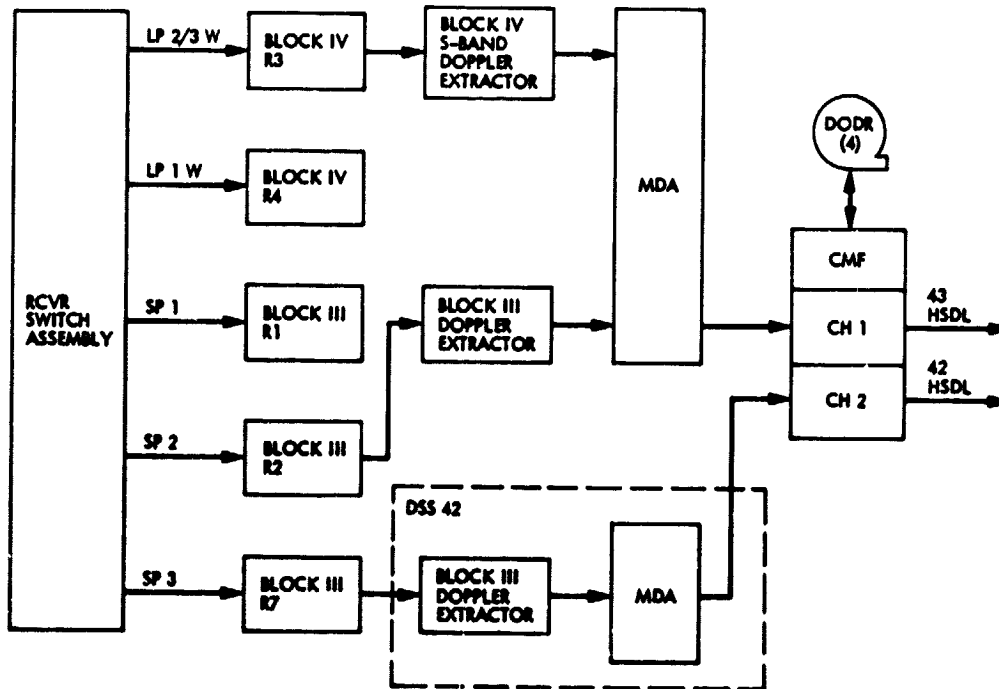 RCVR
SWITCH
ASSEMBLY
LP 2/3 W
BLOCK IV
R3
BLOCK IV
S-BAND
DOPPLER
EXTRACTOR
LP 1 W
BLOCK IV
R4
SP 1
BLOCK III
R1
BLOCK III
DOPPLER
EXTRACTOR
SP 2
BLOCK III
R2
SP 3
BLOCK III
R7
DSS 42
BLOCK III
DOPPLER
EXTRACTOR
MDA
MDA
DODR
(4)
CMF
CH 1
43
HSDL
CH 2
42
HSDL